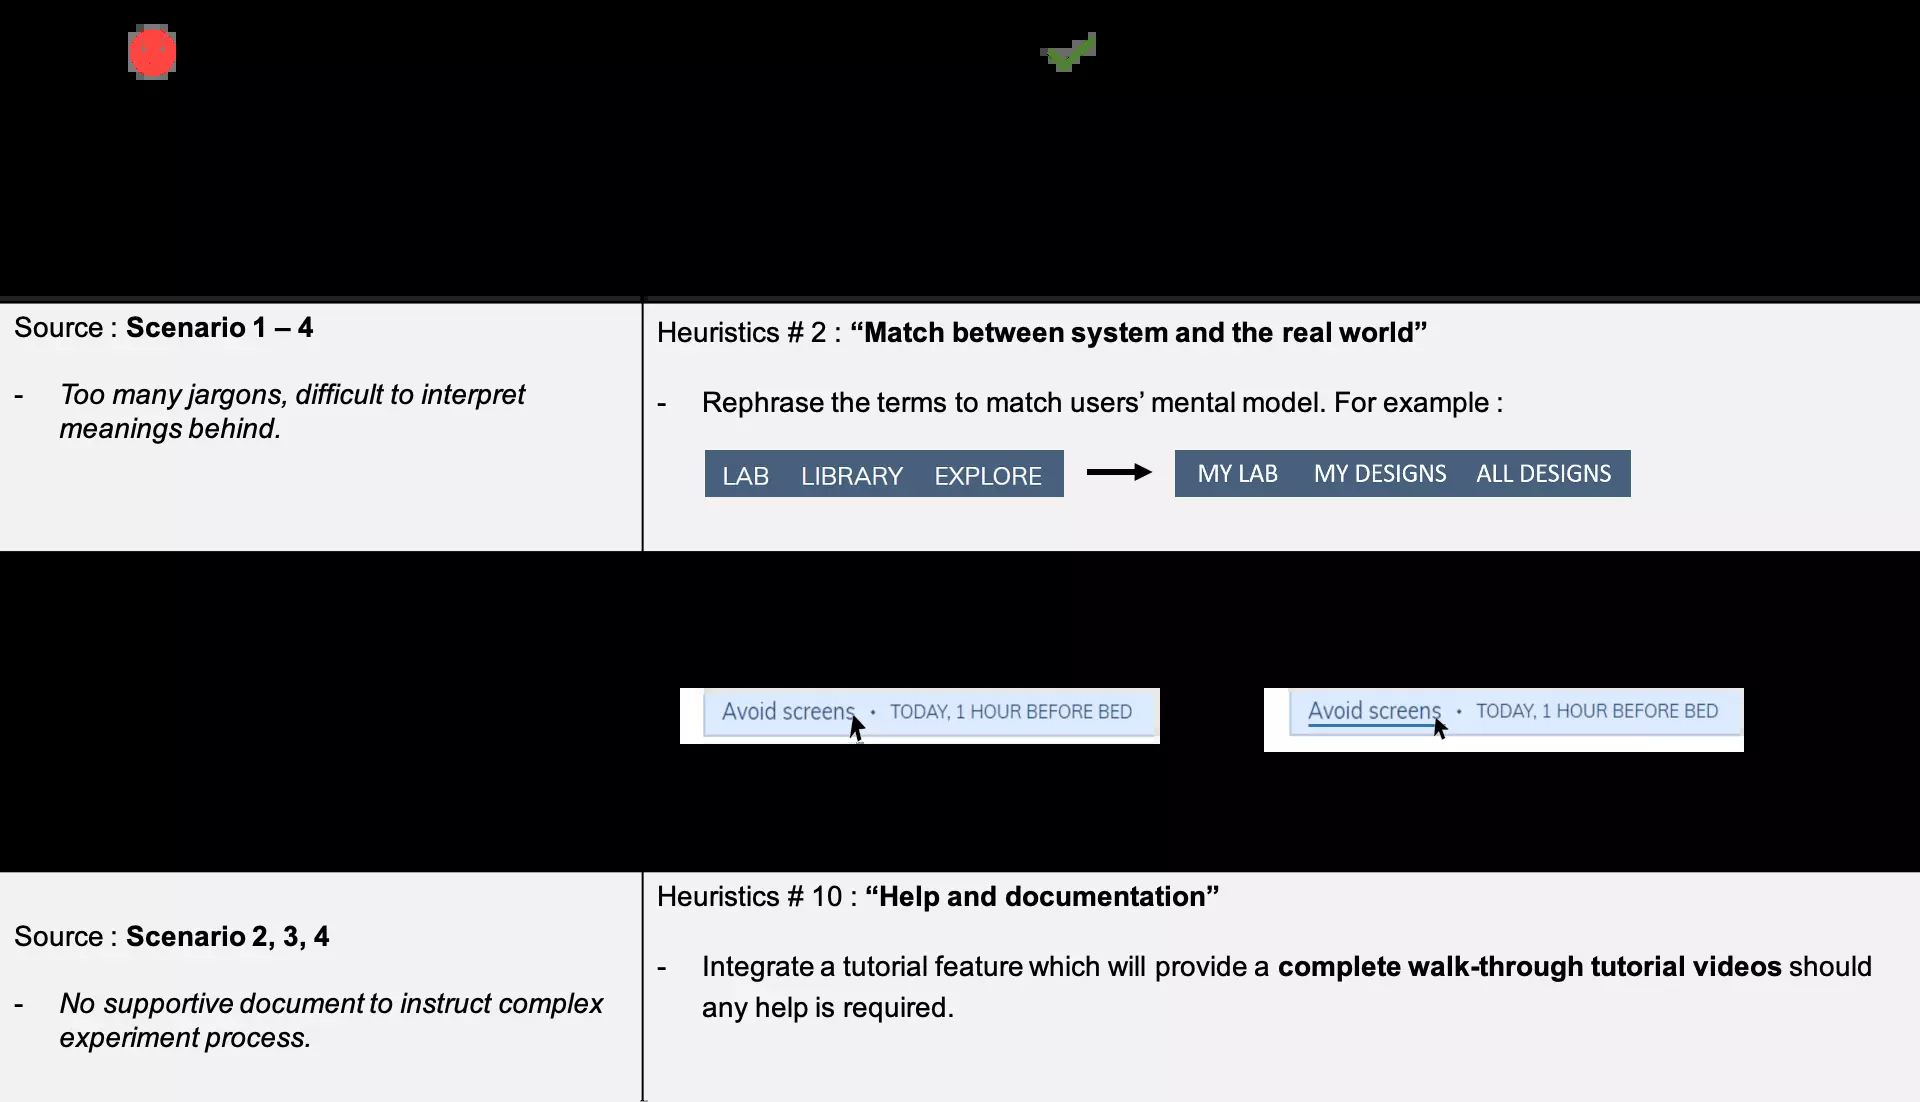 Source : Scenario 1 – 4
- Too many jargons, difficult to interpret
meanings behind.
Heuristics # 2 : “Match between system and the real world”
- Rephrase the terms to match users’ mental model. For example :
LAB LIBRARY EXPLORE
MY LAB MY DESIGNS ALL DESIGNS
Avoid screens • TODAY, 1 HOUR BEFORE BED
Avoid screens • TODAY, 1 HOUR BEFORE BED
Source : Scenario 2, 3, 4
- No supportive document to instruct complex
experiment process.
Heuristics # 10 : “Help and documentation”
- Integrate a tutorial feature which will provide a complete walk-through tutorial videos should
any help is required.